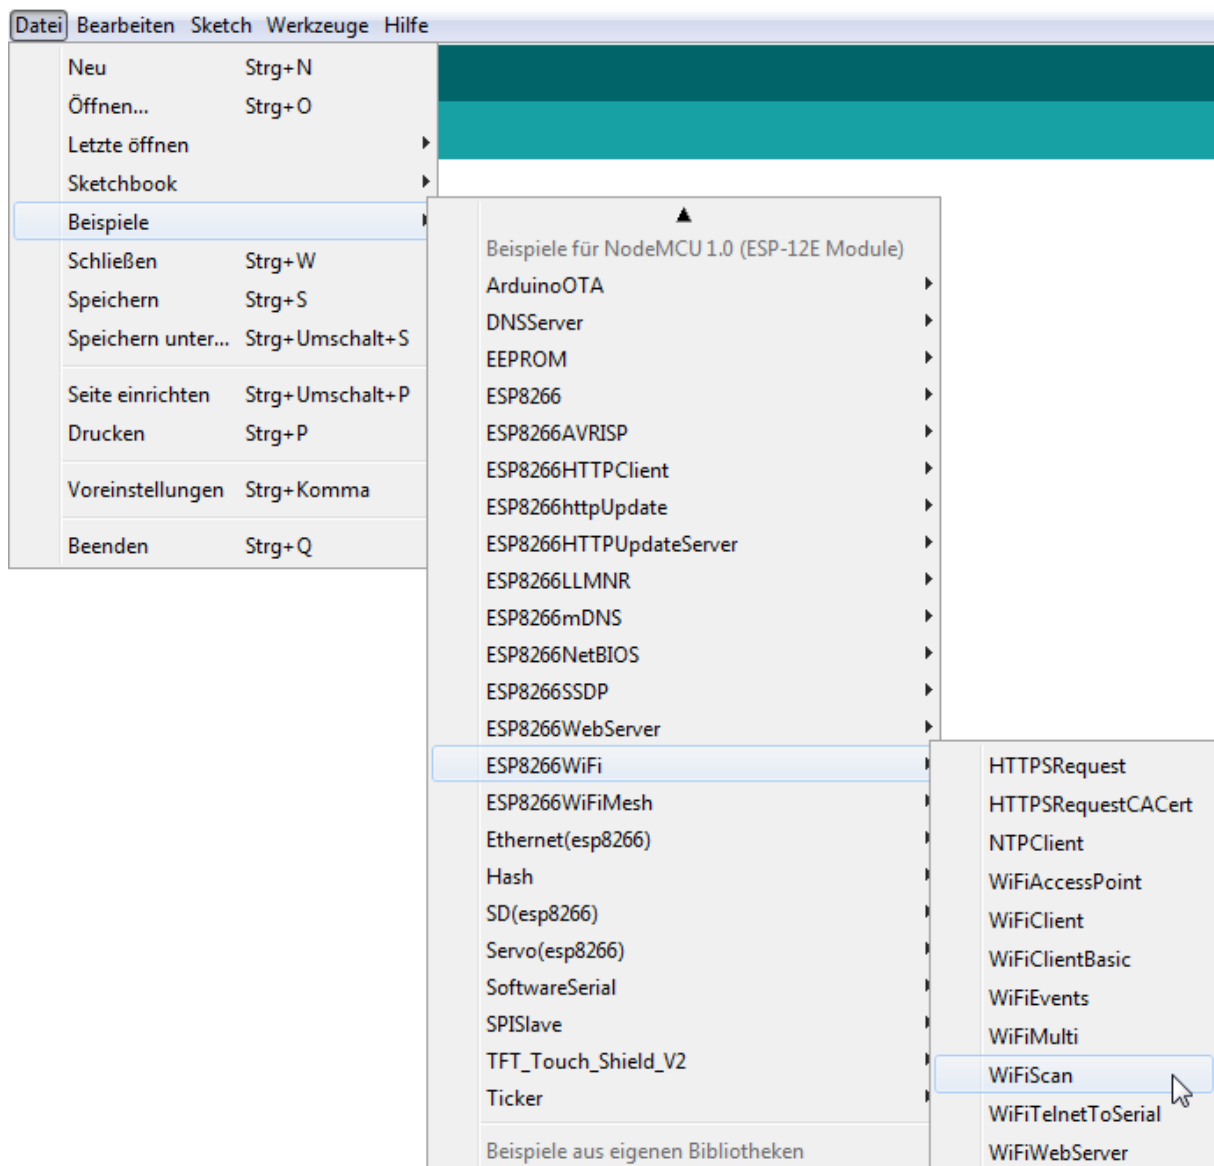 Datei Bearbeiten Sketch Werkzeuge Hilfe
Neu Strg+N
Öffnen... Strg+O
Letzte öffnen
Sketchbook
Beispiele
Schließen Strg+W
Speichern Strg+S
Speichern unter... Strg+Umschalt+S
Seite einrichten Strg+Umschalt+P
Drucken Strg+P
Voreinstellungen Strg+Komma
Beenden Strg+Q
Beispiele für NodeMCU 1.0 (ESP-12E Module)
ArduinoOTA
DNSServer
EEPROM
ESP8266
ESP8266AVRISP
ESP8266HTTPClient
ESP8266httpUpdate
ESP8266HTTPUpdateServer
ESP8266LLMNR
ESP8266mDNS
ESP8266NetBIOS
ESP8266SSDP
ESP8266WebServer
ESP8266WiFi
ESP8266WiFiMesh
Ethernet(esp8266)
Hash
SD(esp8266)
Servo(esp8266)
SoftwareSerial
SPISlave
TFT_Touch_Shield_V2
Ticker
Beispiele aus eigenen Bibliotheken
HTTPSRequest
HTTPSRequestCACert
NTPClient
WiFiAccessPoint
WiFiClient
WiFiClientBasic
WiFiEvents
WiFiMulti
WiFiScan
WiFiTelnetToSerial
WiFiWebServer